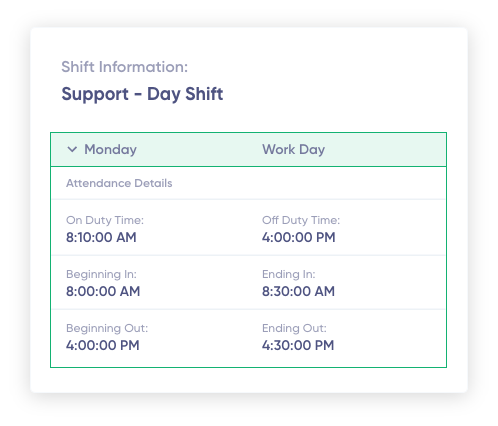 Shift Information:
Support - Day Shift
Monday Work Day
Attendance Details
On Duty Time: Off Duty Time:
8:10:00 AM 4:00:00 PM
Beginning In: Ending In:
8:00:00 AM 8:30:00 AM
Beginning Out: Ending Out:
4:00:00 PM 4:30:00 PM